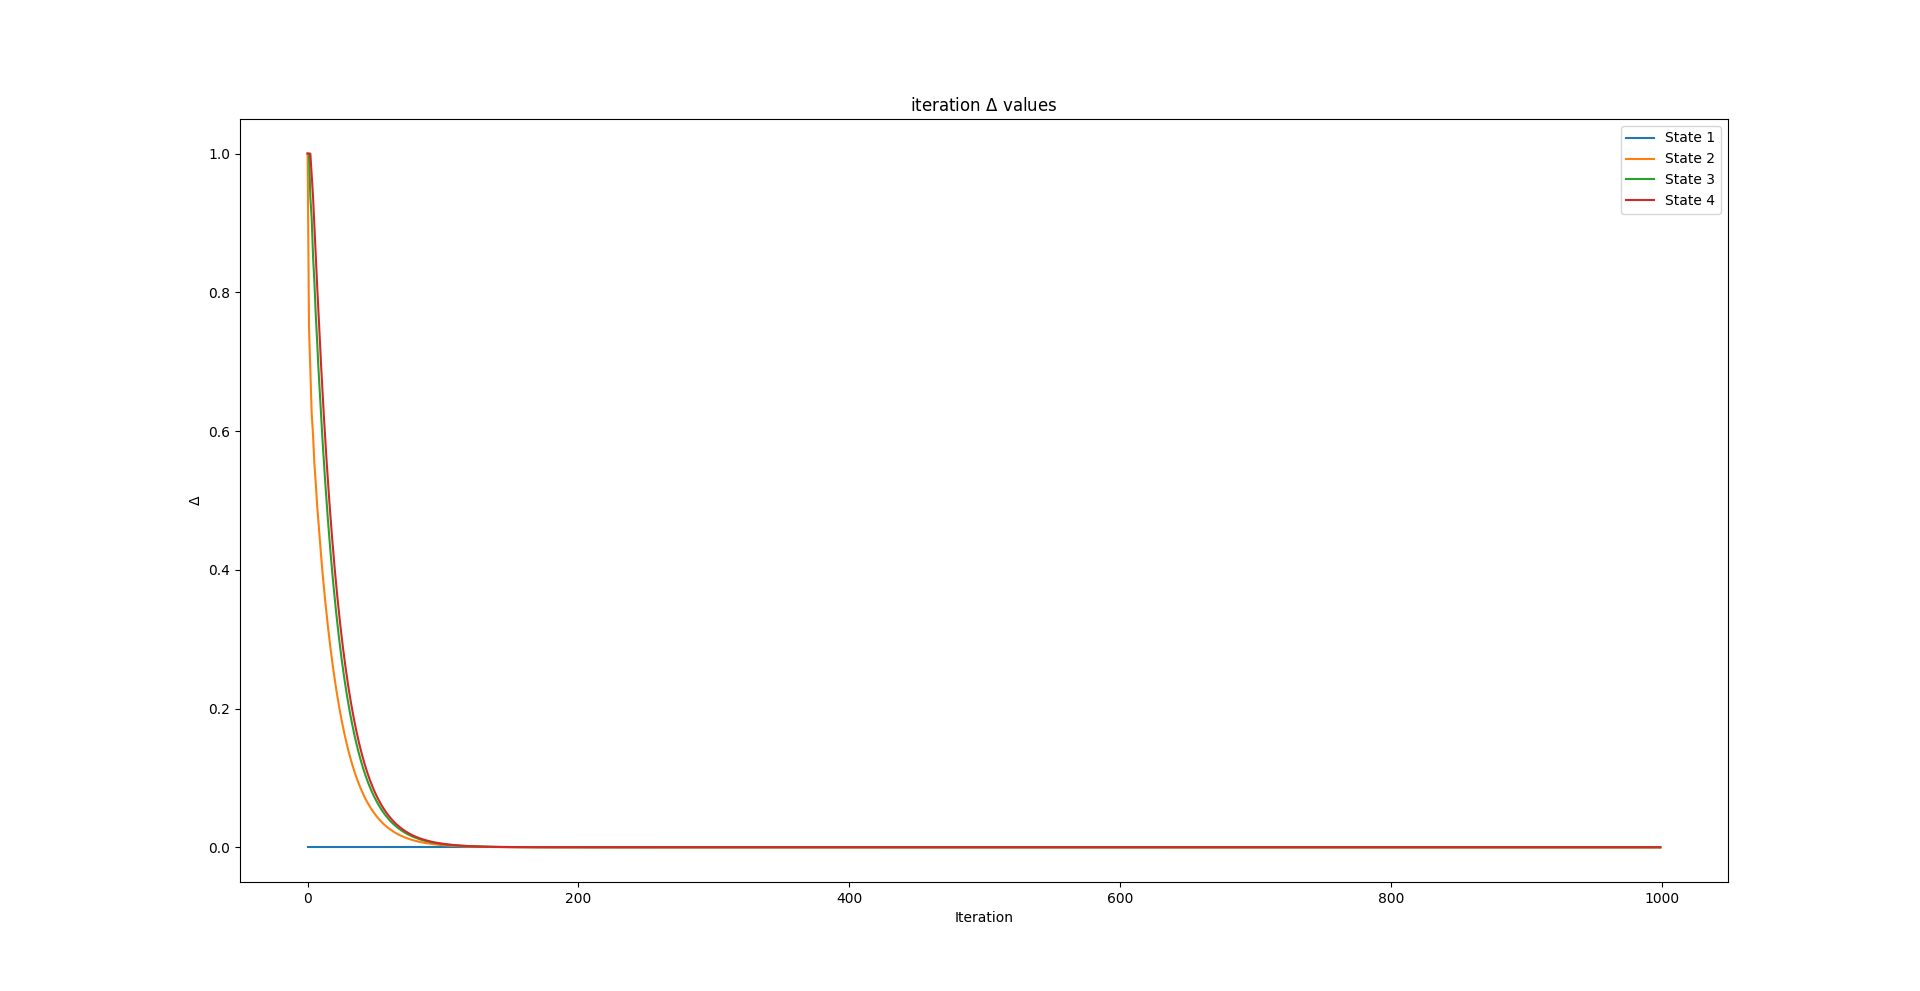 iteration Δ values
State 1
State 2
State 3
State 4
1.0
0.8
0.6
0.4
0.2
0.0
Δ
0 200 400 600 800 1000
Iteration